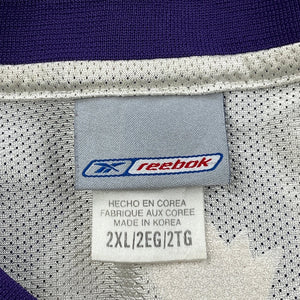 Reebok
HECHO EN COREA
FABRIQUE AUX COREE
MADE IN KOREA
2XL/2EG/2TG